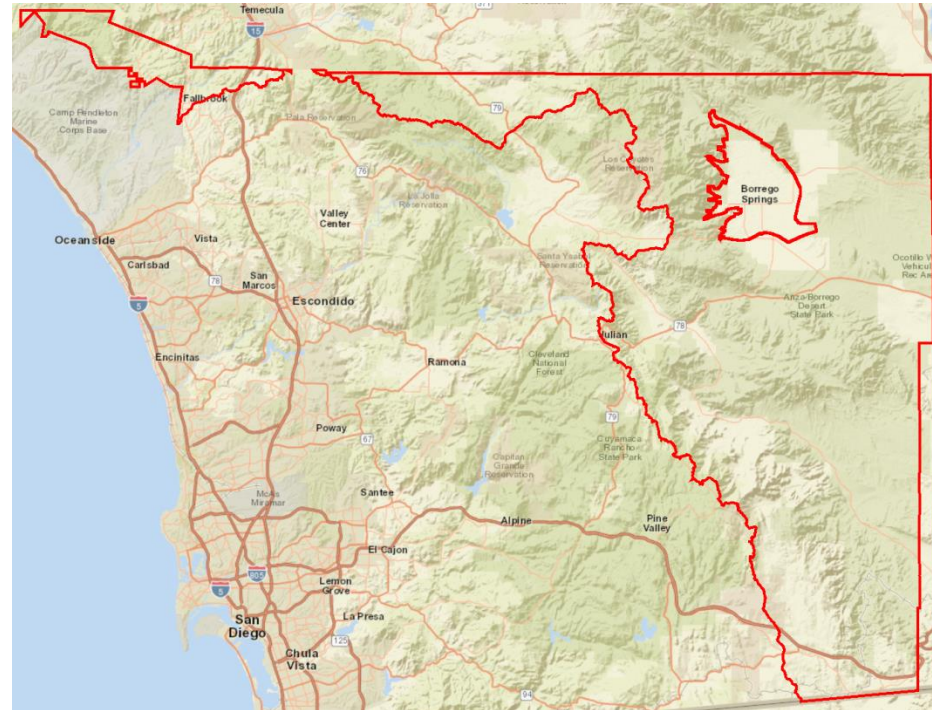 Temecula
15
371
Fallbrook
Camp Pendleton
Marine
Corps Base
Pala Reservation
79
Los Coyotes
Reservation
76
La Jolla
Reservation
Borrego
Springs
Valley
Center
Oceanside
Vista
Carlsbad
78
San
Marcos
Santa Ysabel
Reservation
Ocotillo W
Vehicul
Rec Are
Escondido
5
Anza-Borrego
Desert
State Park
Julian
78
Encinitas
Ramona
Cleveland
National
Forest
79
Poway
67
Cuyamaca
Rancho
State Park
Capitan
Grande
Reservation
McAs
Miramar
Santee
Alpine
Pine
Valley
El Cajon
805
5
Lemon
Grove
San
Diego
La Presa
125
Chula
Vista
94